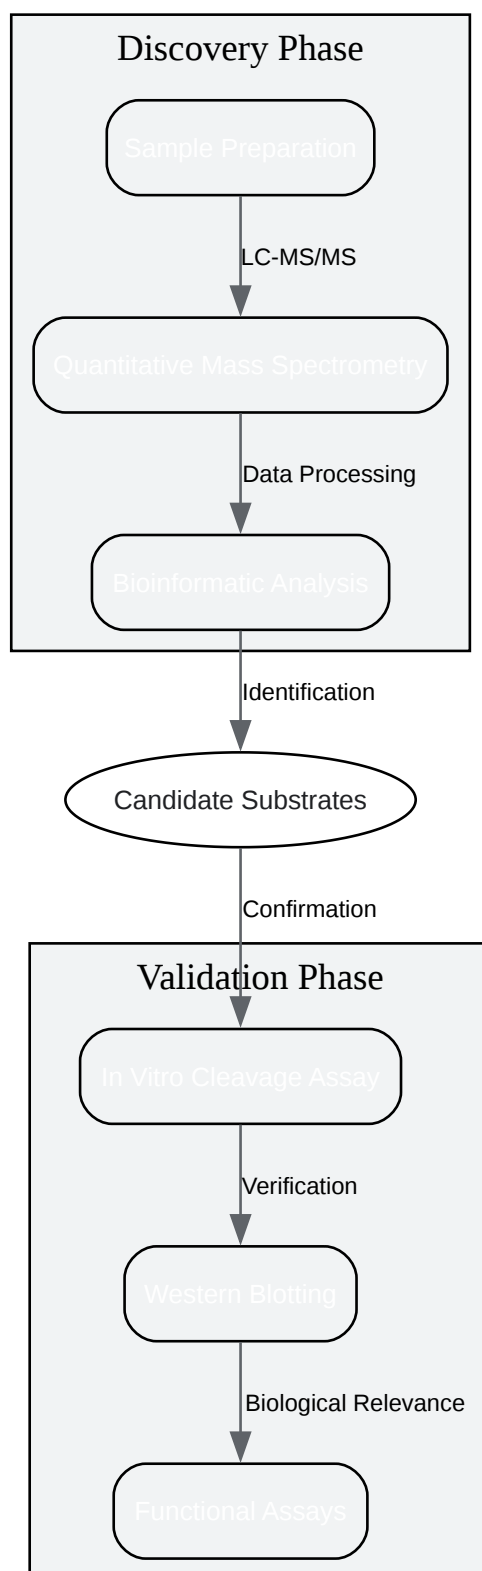 Discovery Phase
Sample Preparation
LC-MS/MS
Quantitative Mass Spectrometry
Data Processing
Bioinformatic Analysis
Identification
Candidate Substrates
Confirmation
Validation Phase
In Vitro Cleavage Assay
Verification
Western Blotting
Biological Relevance
Functional Assays